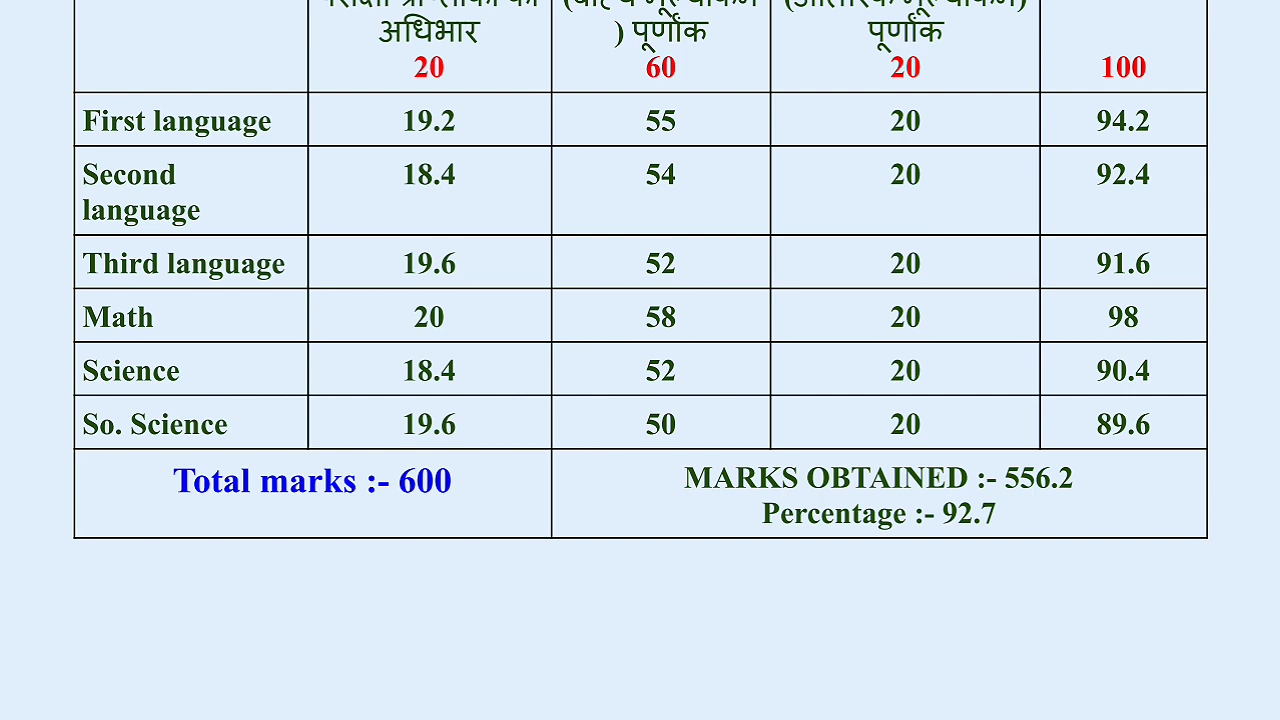 अधिभार
) पूर्णांक
पूर्णांक
20 60 20 100
First language 19.2 55 20 94.2
Second language 18.4 54 20 92.4
Third language 19.6 52 20 91.6
Math 20 58 20 98
Science 18.4 52 20 90.4
So. Science 19.6 50 20 89.6
Total marks :- 600
MARKS OBTAINED :- 556.2
Percentage :- 92.7